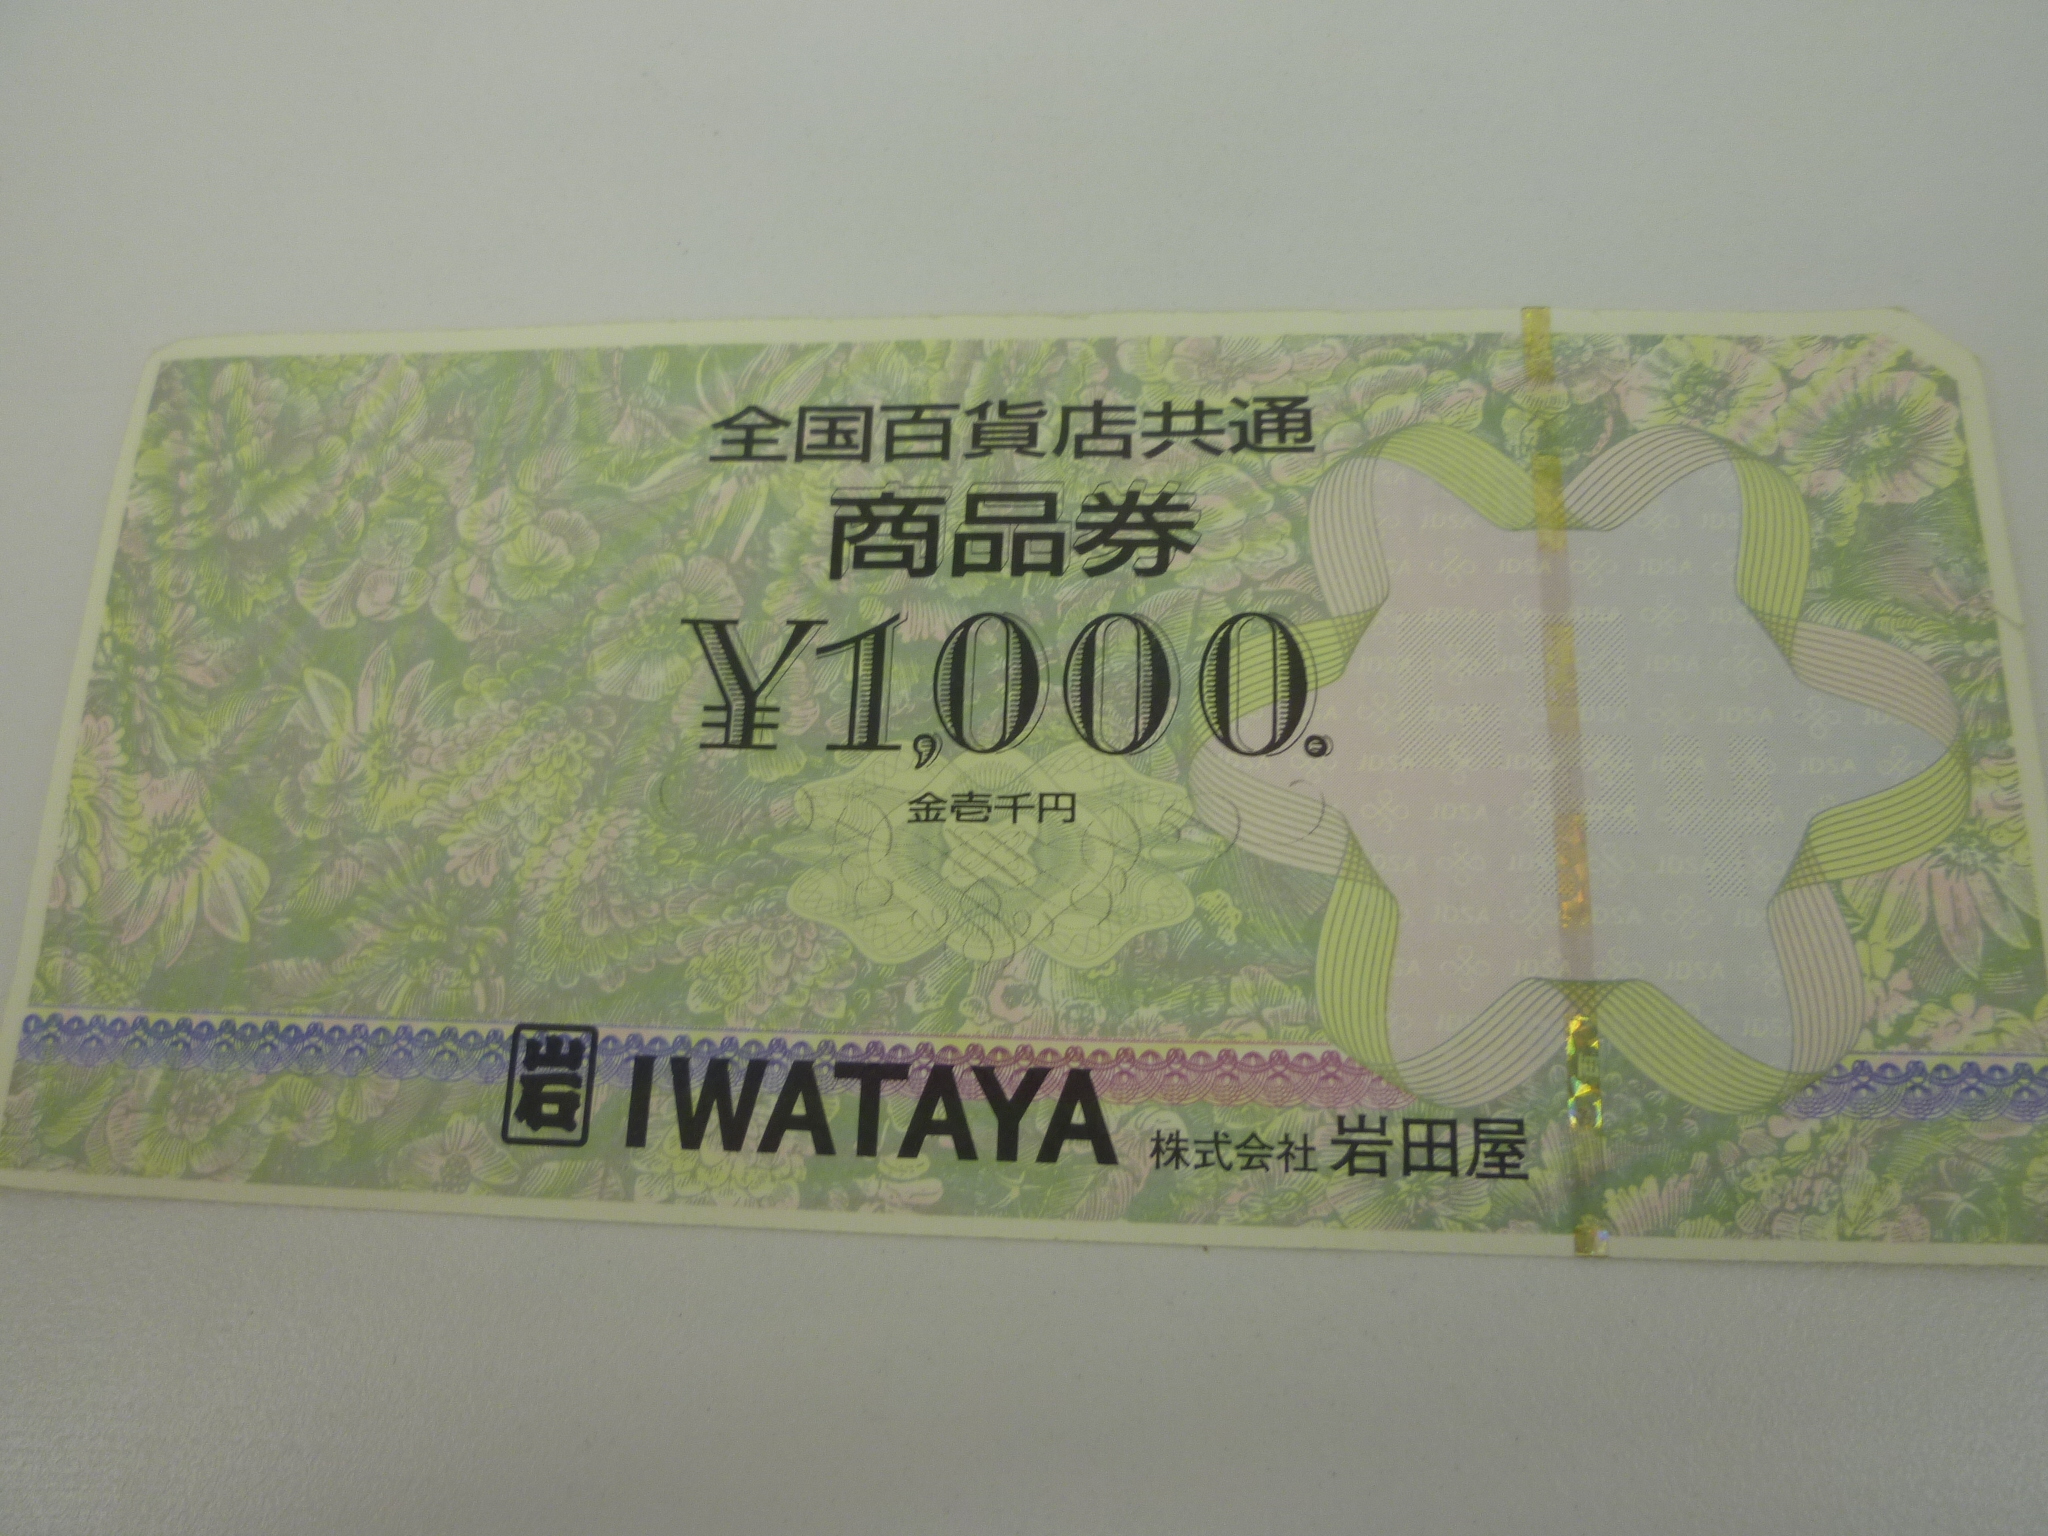 全国百貨店共通
商品券
¥1,000.
金壱千円
岩 IWATAYA 株式会社 岩田屋